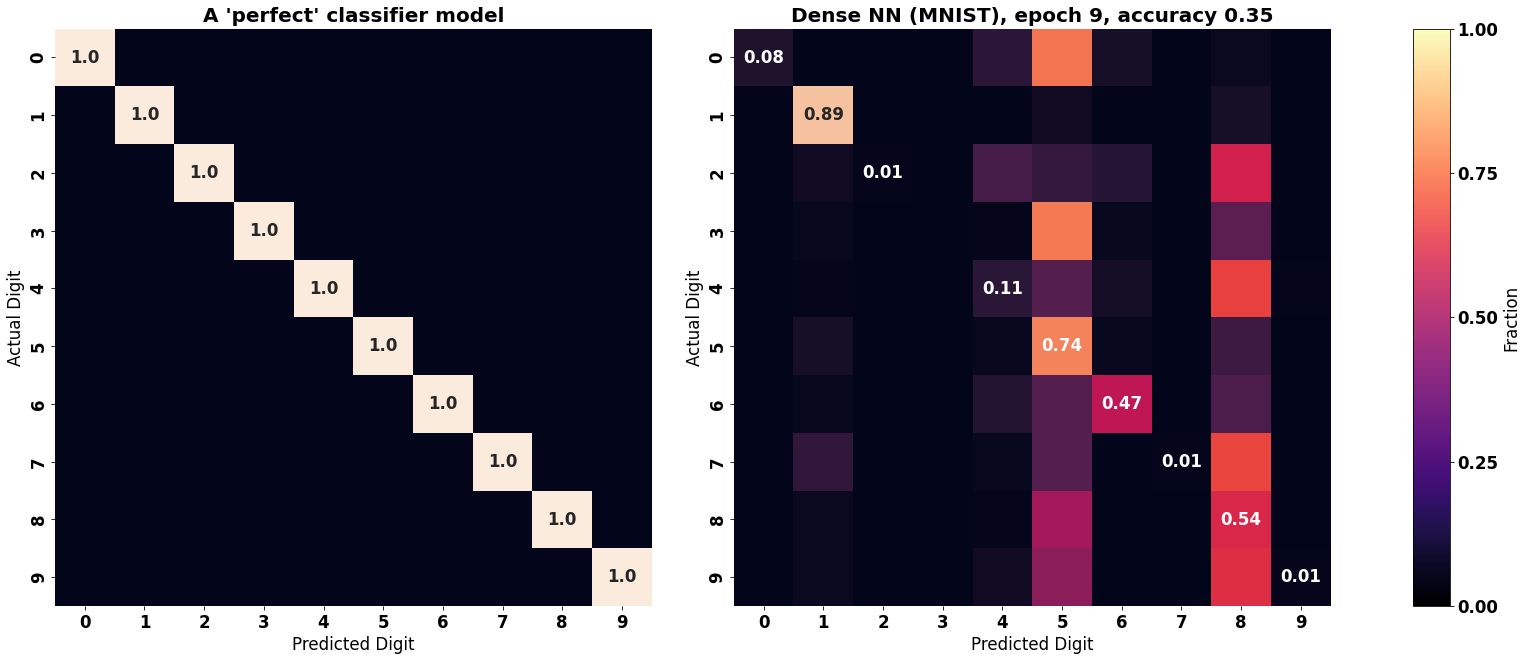 A 'perfect' classifier model
Actual Digit
0 1.0
1 1.0
2 1.0
3 1.0
4 1.0
5 1.0
6 1.0
7 1.0
8 1.0
9 1.0
0 1 2 3 4 5 6 7 8 9
Predicted Digit
Dense NN (MNIST), epoch 9, accuracy 0.35
Actual Digit
0 0.08
1 0.89
2 0.01
3
4 0.11
5 0.74
6 0.47
7 0.01
8 0.54
9 0.01
0 1 2 3 4 5 6 7 8 9
Predicted Digit
1.00
0.75
0.50
0.25
0.00
Fraction